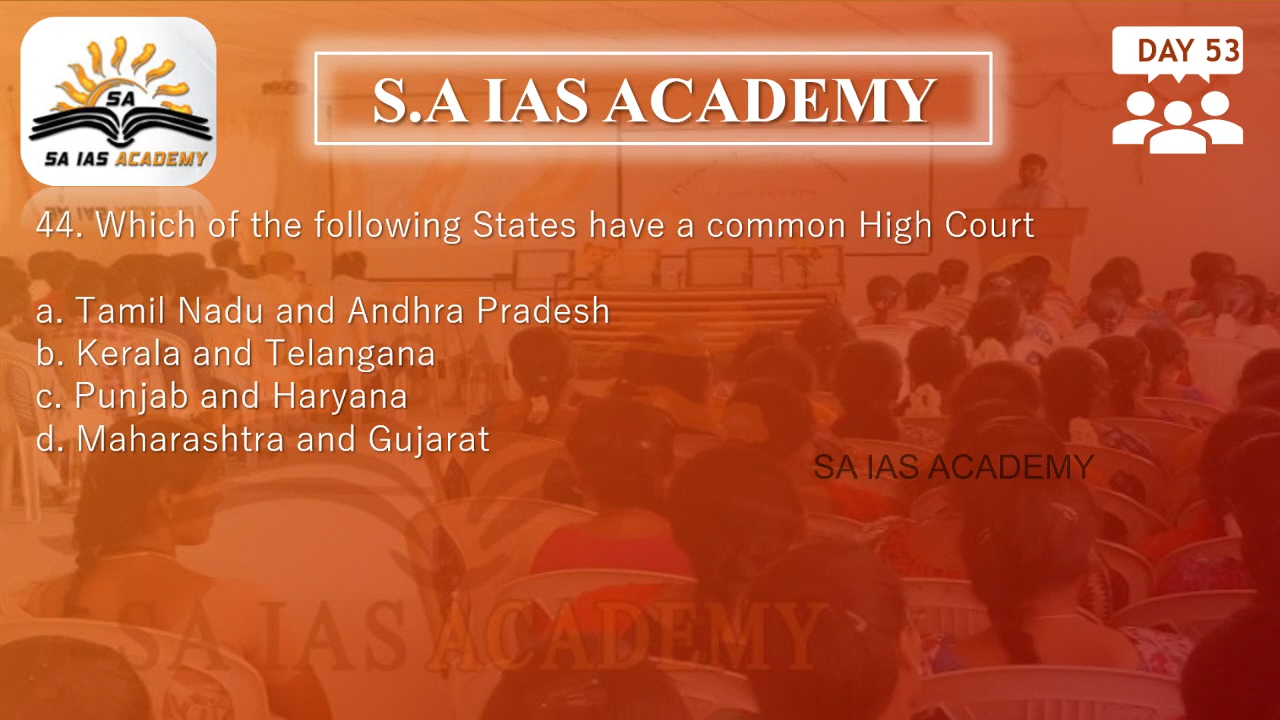 SA
SA IAS ACADEMY
S.A IAS ACADEMY
DAY 53
44. Which of the following States have a common High Court
a. Tamil Nadu and Andhra Pradesh
b. Kerala and Telangana
c. Punjab and Haryana
d. Maharashtra and Gujarat
SA IAS ACADEMY
SA IAS ACADEMY